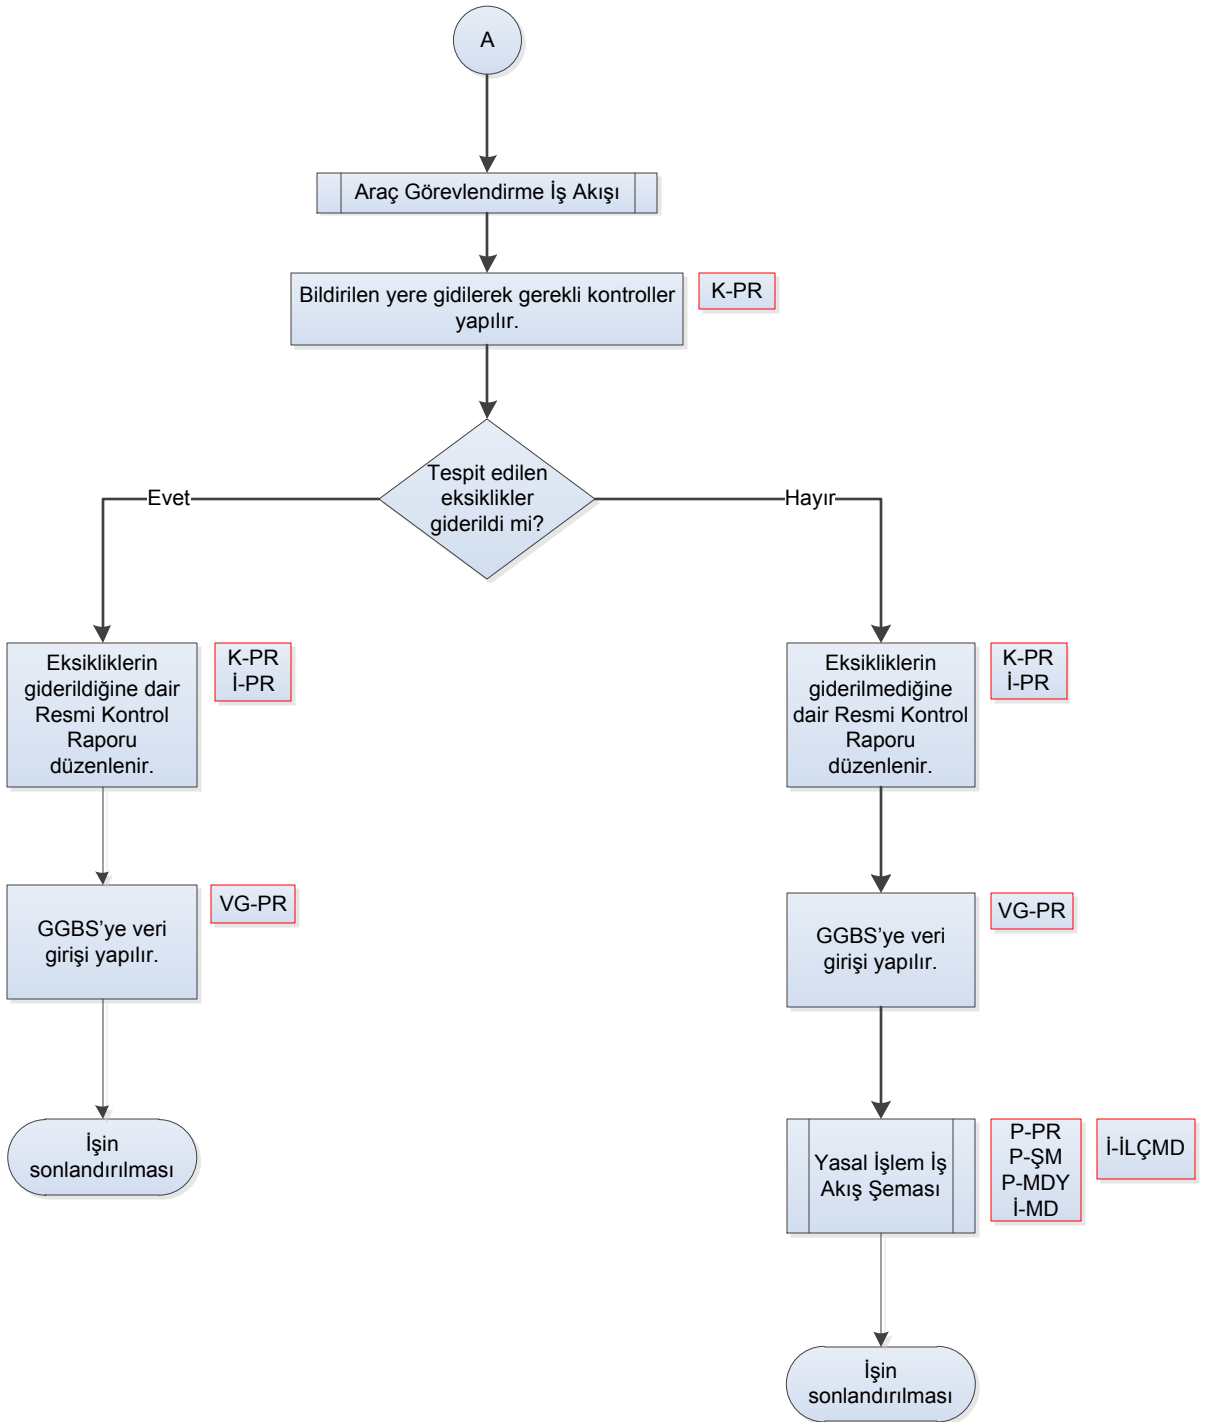 A
Araç Görevlendirme İş Akışı
Bildirilen yere gidilerek gerekli kontroller
yapılır.
K-PR
Tespit edilen
eksiklikler
giderildi mi?
Evet
Hayır
Eksikliklerin
giderildiğine dair
Resmi Kontrol
Raporu
düzenlenir.
K-PR
İ-PR
Eksikliklerin
giderilmediğine
dair Resmi Kontrol
Raporu
düzenlenir.
K-PR
İ-PR
GGBS’ye veri
girişi yapılır.
VG-PR
GGBS’ye veri
girişi yapılır.
VG-PR
İşin
sonlandırılması
Yasal İşlem İş
Akış Şeması
P-PR
P-ŞM
P-MDY
İ-MD
İ-İLÇMD
İşin
sonlandırılması